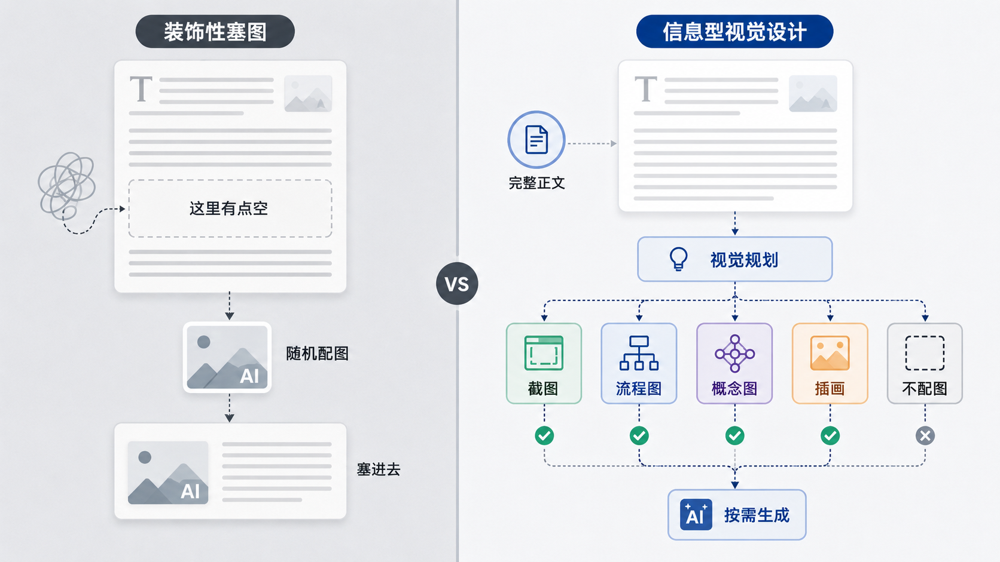 装饰性塞图
T
这里有点空
AI
随机配图
AI
塞进去
VS
信息型视觉设计
T
完整正文
视觉规划
截图
流程图
概念图
插画
不配图
AI
按需生成